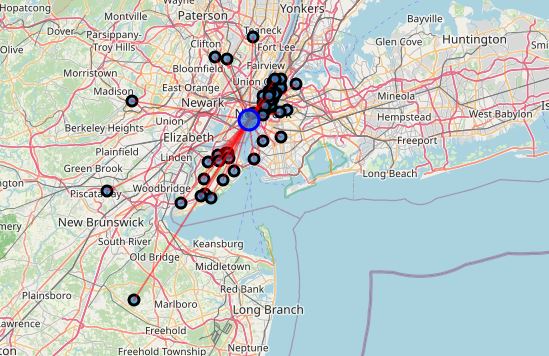 Hopatcong
Montville
Wayne
Paterson
Yonkers
Bayville
Dover
Parsippany-
Troy Hills
Clifton
Teaneck
Fort Lee
Glen Cove
Huntington
Olive
Morristown
Bloomfield
Fairview
Union C
Madison
East Orange
Mineola
West Babylon
Newark
Hempstead
Berkeley Heights
Union
Freeport
Elizabeth
Plainfield
Linden
Long Beach
Green Brook
Piscataway
Woodbridge
New Brunswick
South River
Keansburg
Old Bridge
Middletown
Plainsboro
Red Bank
Marlboro
Long Branch
Lawrence
Freehold
Freehold Township
Neptune